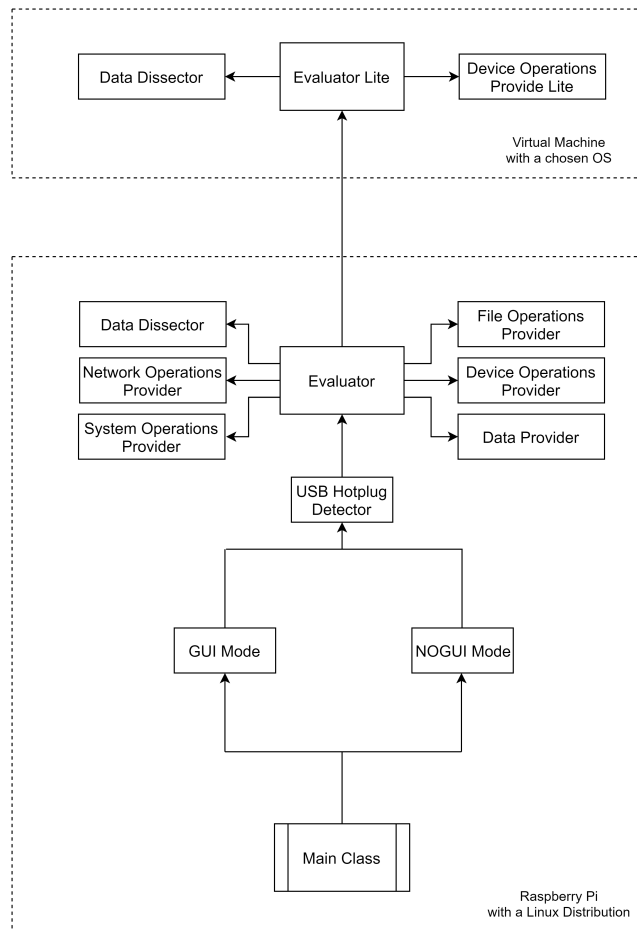 Data Dissector
Evaluator Lite
Device Operations
Provide Lite
Virtual Machine
with a chosen OS
Data Dissector
File Operations
Provider
Network Operations
Provider
Evaluator
Device Operations
Provider
System Operations
Provider
Data Provider
USB Hotplug
Detector
GUI Mode
NOGUI Mode
Main Class
Raspberry Pi
with a Linux Distribution